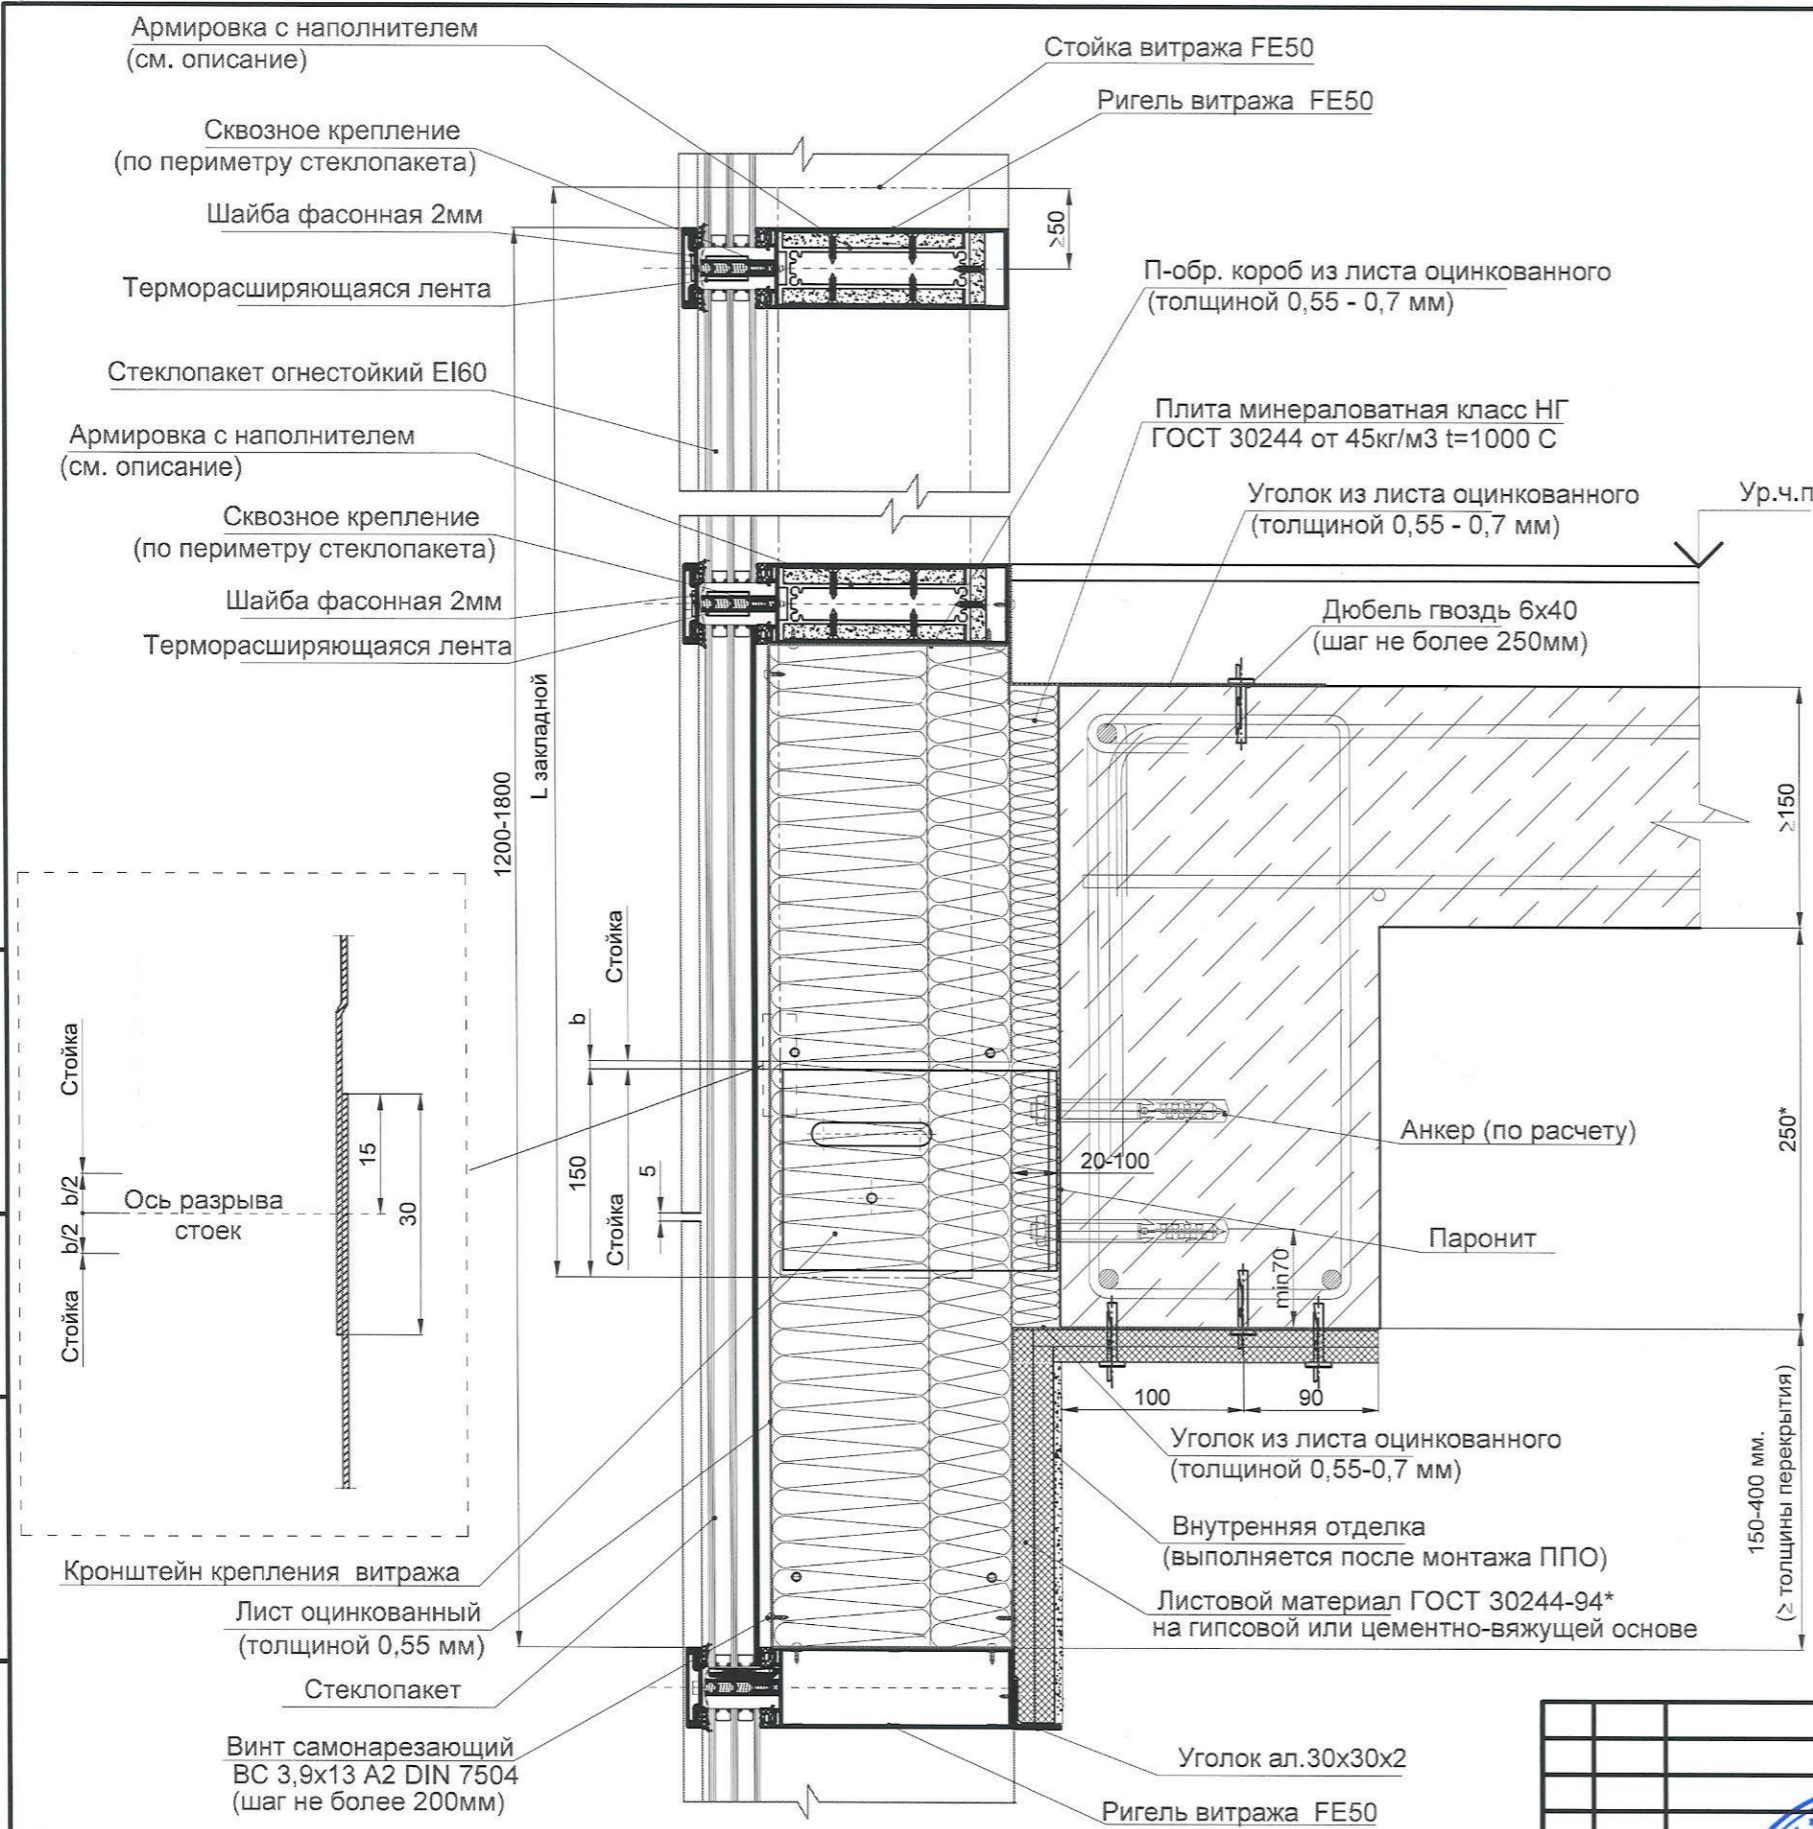 Армировка с наполнителем
(см. описание)
Стойка витража FE50
Ригель витража FE50
Сквозное крепление
(по периметру стеклопакета)
Шайба фасонная 2мм
≥50
П-обр. короб из листа оцинкованного
(толщиной 0,55 - 0,7 мм)
Терморасширяющаяся лента
Стеклопакет огнестойкий EI60
Плита минераловатная класс НГ
ГОСТ 30244 от 45кг/м3 t=1000 С
Армировка с наполнителем
(см. описание)
Уголок из листа оцинкованного
(толщиной 0,55 - 0,7 мм)
Ур.ч.п
Сквозное крепление
(по периметру стеклопакета)
Шайба фасонная 2мм
Дюбель гвоздь 6х40
(шаг не более 250мм)
Терморасширяющаяся лента
L закладной
1200-1800
≥150
Стойка
b
150
5
Стойка
Стойка
b/2
b/2
Стойка
Ось разрыва
стоек
15
30
20-100
Анкер (по расчету)
250*
Паронит
min70
100
90
Уголок из листа оцинкованного
(толщиной 0,55-0,7 мм)
150-400 мм.
(≥ толщины перекрытия)
Внутренняя отделка
(выполняется после монтажа ППО)
Кронштейн крепления витража
Лист оцинкованный
(толщиной 0,55 мм)
Листовой материал ГОСТ 30244-94*
на гипсовой или цементно-вяжущей основе
Стеклопакет
Винт самонарезающий
ВС 3,9х13 А2 DIN 7504
(шаг не более 200мм)
Уголок ал.30х30х2
Ригель витража FE50